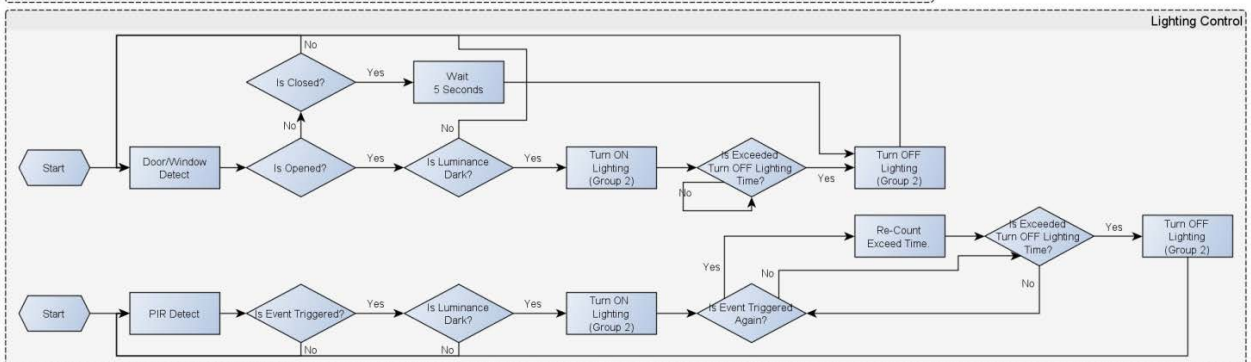 Lighting Control
No
Is Closed?
Yes
Wait
5 Seconds
No
No
Start
Door/Window
Detect
Is Opened?
Yes
Is Luminance
Dark?
Yes
Turn ON
Lighting
(Group 2)
Is Exceeded
Turn OFF Lighting
Time?
No
Yes
Turn OFF
Lighting
(Group 2)
Re-Count
Exceed Time.
Is Exceeded
Turn OFF Lighting
Time?
Yes
Turn OFF
Lighting
(Group 2)
Yes
No
No
Start
PIR Detect
Is Event Triggered?
Yes
Is Luminance
Dark?
Yes
Turn ON
Lighting
(Group 2)
Is Event Triggered
Again?
No
No